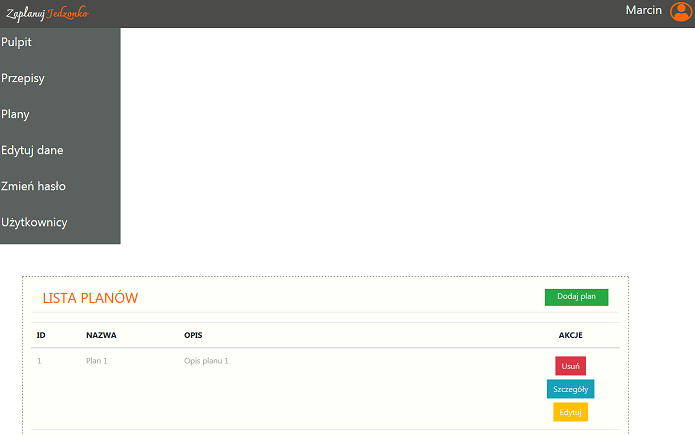 Zaplanuj Jedzonko
Marcin
Pulpit
Przepisy
Plany
Edytuj dane
Zmień hasło
Użytkownicy
LISTA PLANÓW
Dodaj plan
ID NAZWA OPIS AKCJE
1 Plan 1 Opis planu 1 Usuń
Szczegóły
Edytuj